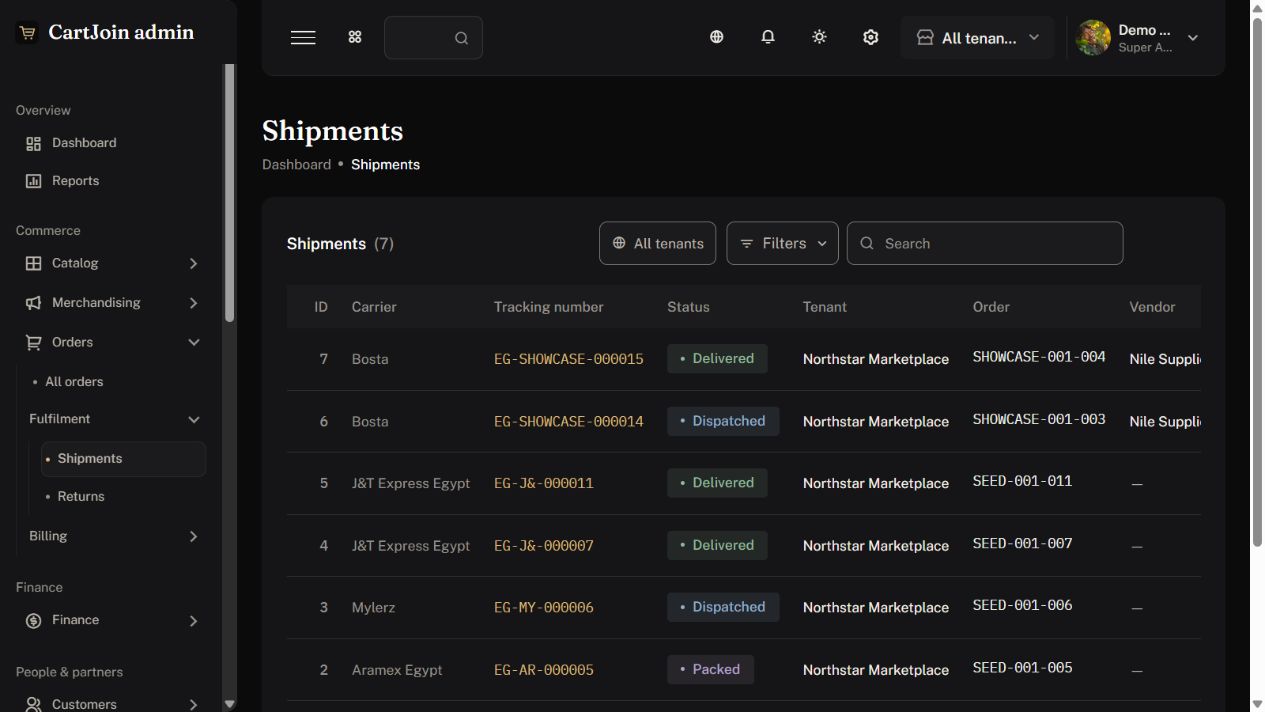 CartJoin admin
All tenan...
Demo ...
Super A...
Overview
Dashboard
Reports
Commerce
Catalog
Merchandising
Orders
All orders
Fulfilment
Shipments
Returns
Billing
Finance
Finance
People & partners
Customers
Shipments
Dashboard • Shipments
Shipments (7)
All tenants
Filters
Search
ID Carrier Tracking number Status Tenant Order Vendor
7 Bosta EG-SHOWCASE-000015 • Delivered Northstar Marketplace SHOWCASE-001-004 Nile Suppli
6 Bosta EG-SHOWCASE-000014 • Dispatched Northstar Marketplace SHOWCASE-001-003 Nile Suppli
5 J&T Express Egypt EG-J&-000011 • Delivered Northstar Marketplace SEED-001-011 —
4 J&T Express Egypt EG-J&-000007 • Delivered Northstar Marketplace SEED-001-007 —
3 Mylerz EG-MY-000006 • Dispatched Northstar Marketplace SEED-001-006 —
2 Aramex Egypt EG-AR-000005 • Packed Northstar Marketplace SEED-001-005 —